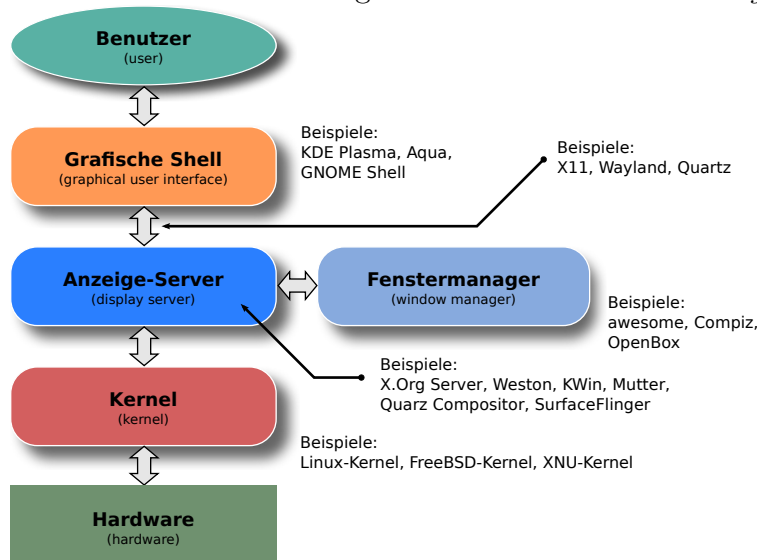 Benutzer
(user)
Grafische Shell
(graphical user interface)
Beispiele:
KDE Plasma, Aqua,
GNOME Shell
Beispiele:
X11, Wayland, Quartz
Anzeige-Server
(display server)
Fenstermanager
(window manager)
Beispiele:
awesome, Compiz,
OpenBox
Beispiele:
X.Org Server, Weston, KWin, Mutter,
Quarz Compositor, SurfaceFlinger
Kernel
(kernel)
Beispiele:
Linux-Kernel, FreeBSD-Kernel, XNU-Kernel
Hardware
(hardware)